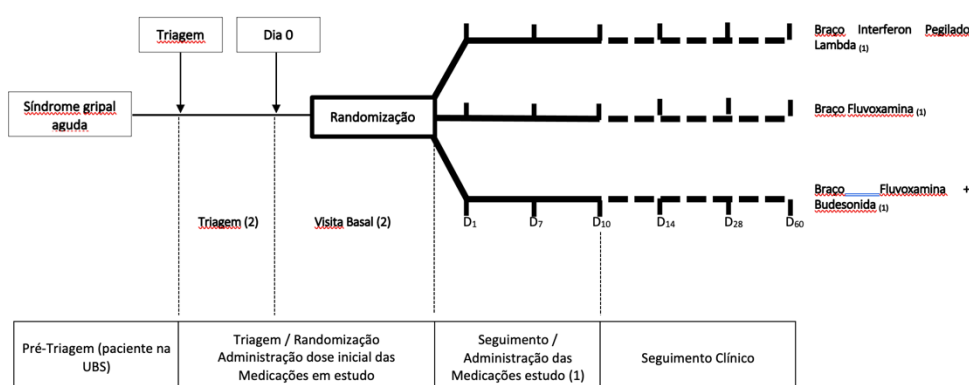 Triagem
Dia 0
Braço Interferon Pegilado
Lambda (1)
Síndrome gripal
aguda
Randomização
Braço Fluvoxamina (1)
Braço Fluvoxamina +
Budesonida (1)
Triagem (2)
Visita Basal (2)
D1 D7 D10 D14 D28 D60
Pré-Triagem (paciente na
UBS)
Triagem / Randomização
Administração dose inicial das
Medicações em estudo
Seguimento /
Administração das
Medicações estudo (1)
Seguimento Clínico